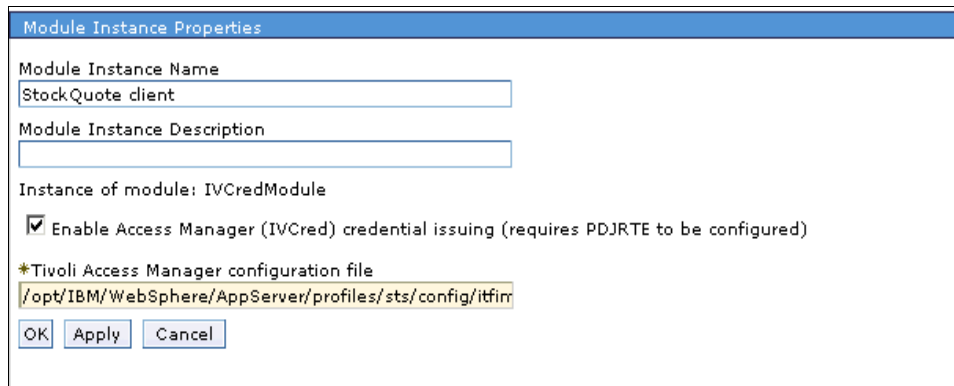 Module Instance Properties
Module Instance Name
StockQuote client
Module Instance Description
Instance of module: IVCredModule
Enable Access Manager (IVCred) credential issuing (requires PDJRTE to be configured)
*Tivoli Access Manager configuration file
/opt/IBM/WebSphere/AppServer/profiles/sts/config/itfim
OK Apply Cancel